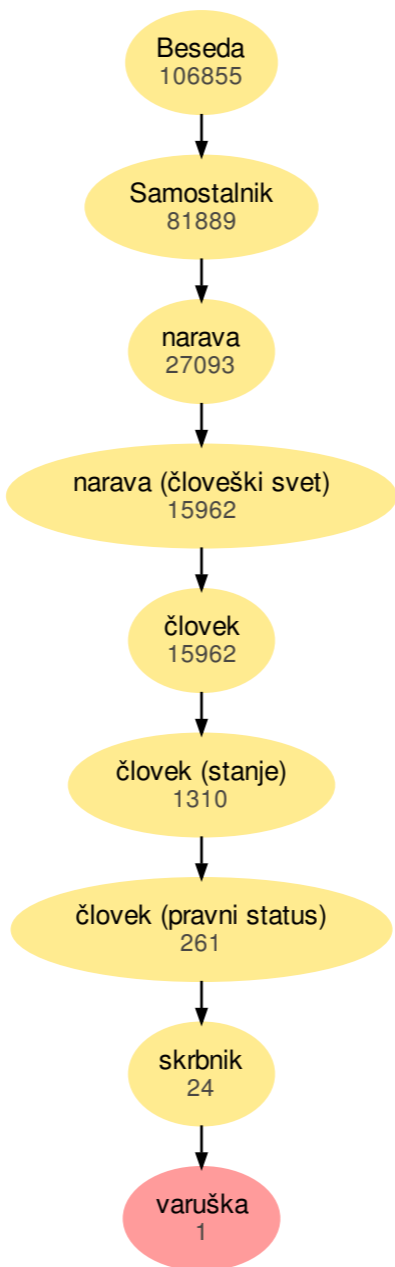 Beseda
106855
Samostalnik
81889
narava
27093
narava (človeški svet)
15962
človek
15962
človek (stanje)
1310
človek (pravni status)
261
skrbnik
24
varuška
1